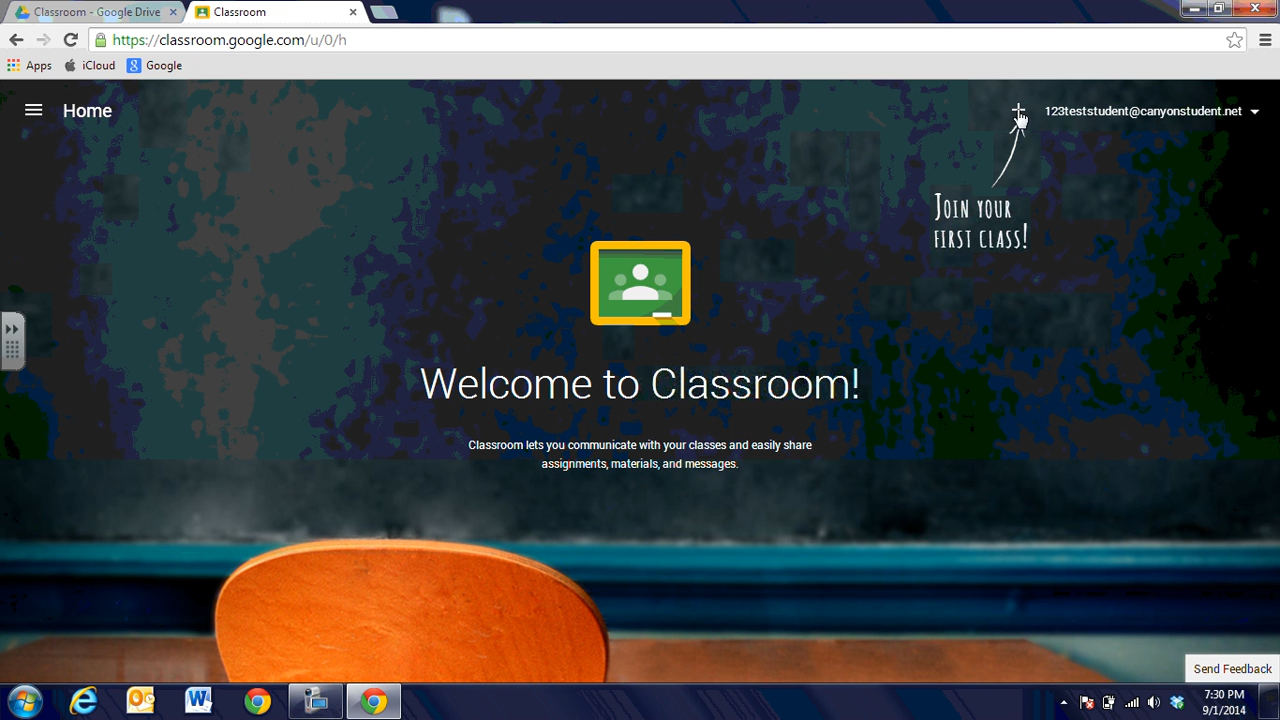 Classroom - Google Drive
Classroom
https://classroom.google.com/u/0/h
Apps
iCloud
Google
Home
123teststudent@canyonstudent.net
Join your
first class!
Welcome to Classroom!
Classroom lets you communicate with your classes and easily share
assignments, materials, and messages.
Send Feedback
7:30 PM
9/1/2014